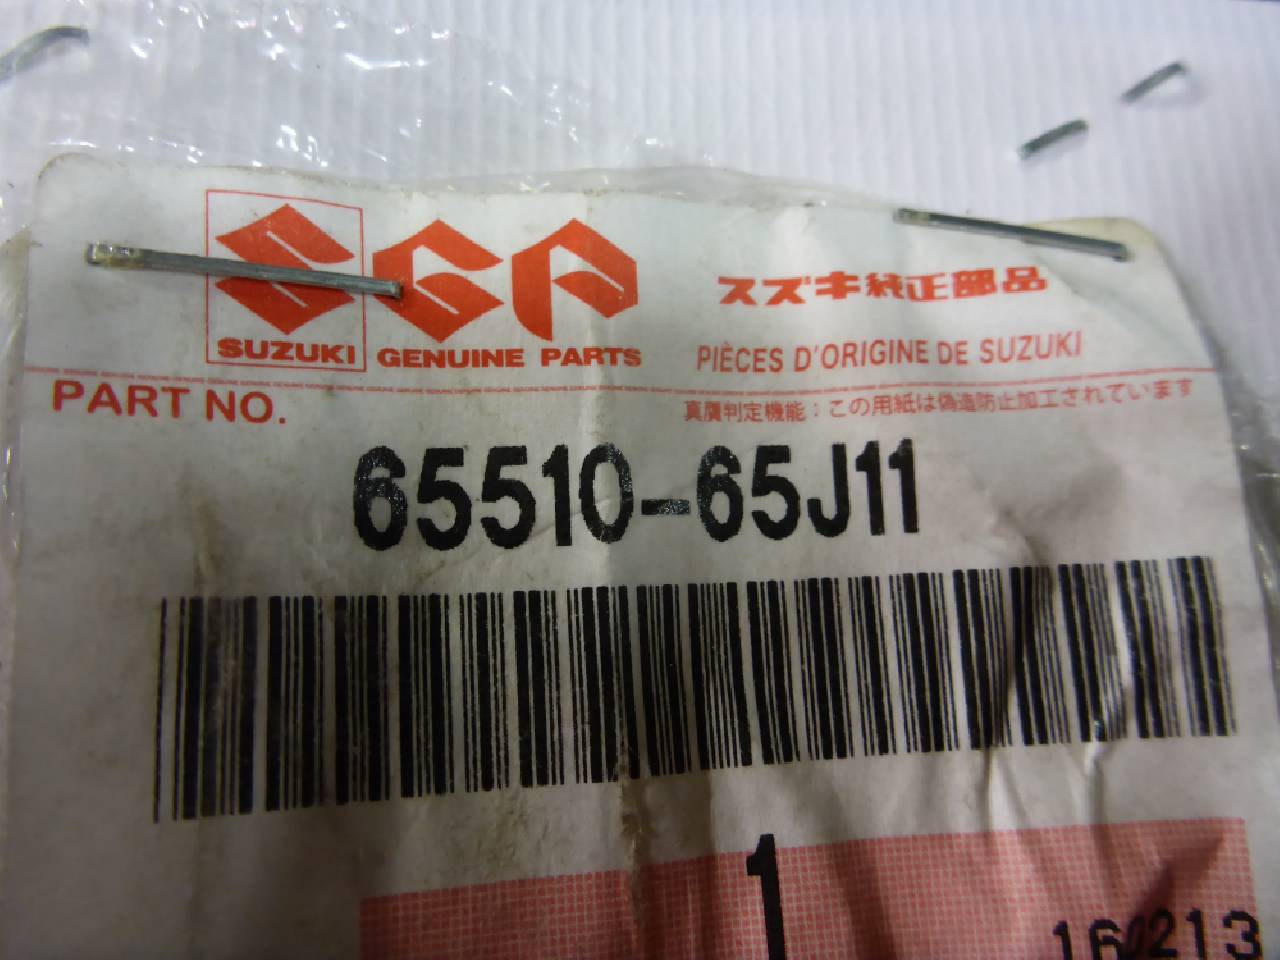 SUZUKI GENUINE PARTS
スズキ純正部品
PIÈCES D'ORIGINE DE SUZUKI
PART NO.
真贋判定機能：この用紙は偽造防止加工されています
65510-65J11
1
160213